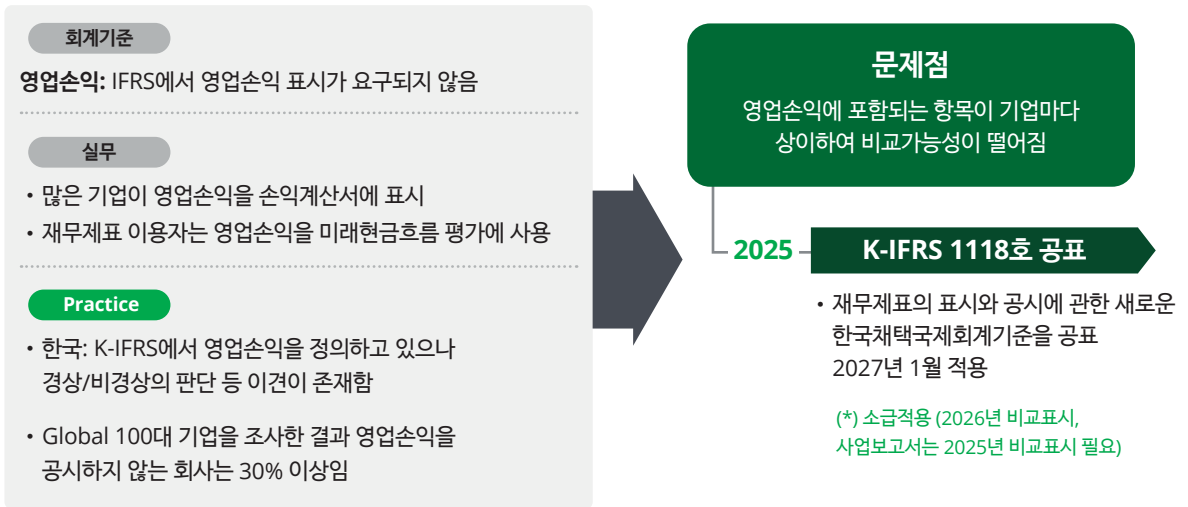 회계기준
영업손익: IFRS에서 영업손익 표시가 요구되지 않음
실무
• 많은 기업이 영업손익을 손익계산서에 표시
• 재무제표 이용자는 영업손익을 미래현금흐름 평가에 사용
Practice
• 한국: K-IFRS에서 영업손익을 정의하고 있으나
경상/비경상의 판단 등 이견이 존재함
• Global 100대 기업을 조사한 결과 영업손익을
공시하지 않는 회사는 30% 이상임
문제점
영업손익에 포함되는 항목이 기업마다
상이하여 비교가능성이 떨어짐
2025
K-IFRS 1118호 공표
• 재무제표의 표시와 공시에 관한 새로운
한국채택국제회계기준을 공표
2027년 1월 적용
(*) 소급적용 (2026년 비교표시,
사업보고서는 2025년 비교표시 필요)